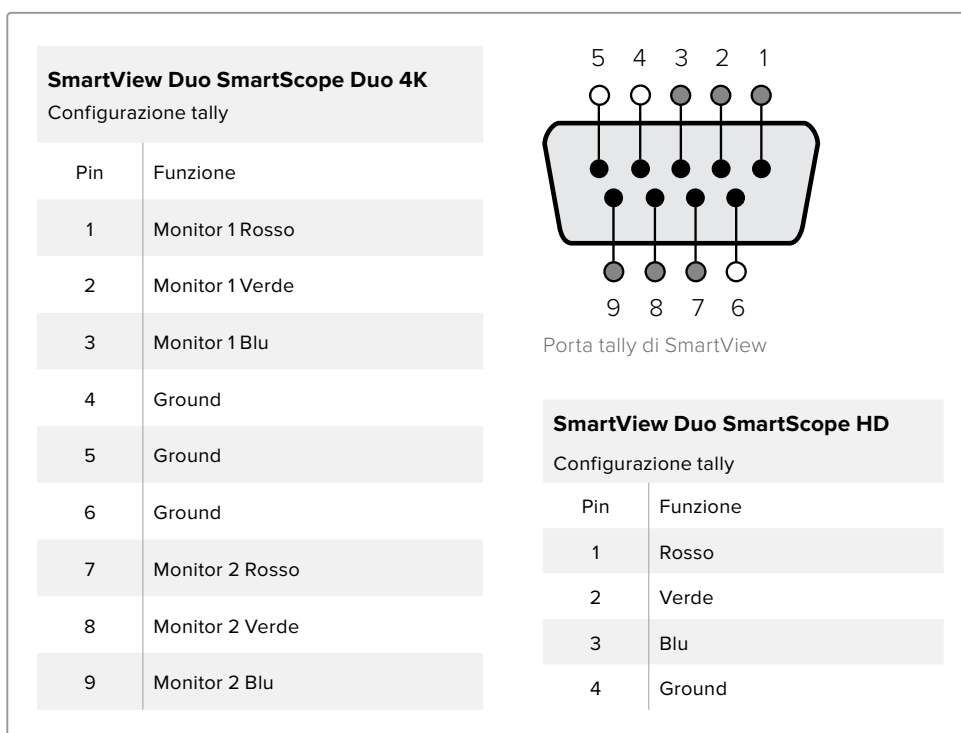 SmartView Duo SmartScope Duo 4K
Configurazione tally
Pin Funzione
1 Monitor 1 Rosso
2 Monitor 1 Verde
3 Monitor 1 Blu
4 Ground
5 Ground
6 Ground
7 Monitor 2 Rosso
8 Monitor 2 Verde
9 Monitor 2 Blu
5 4 3 2 1
9 8 7 6
Porta tally di SmartView
SmartView Duo SmartScope HD
Configurazione tally
Pin Funzione
1 Rosso
2 Verde
3 Blu
4 Ground